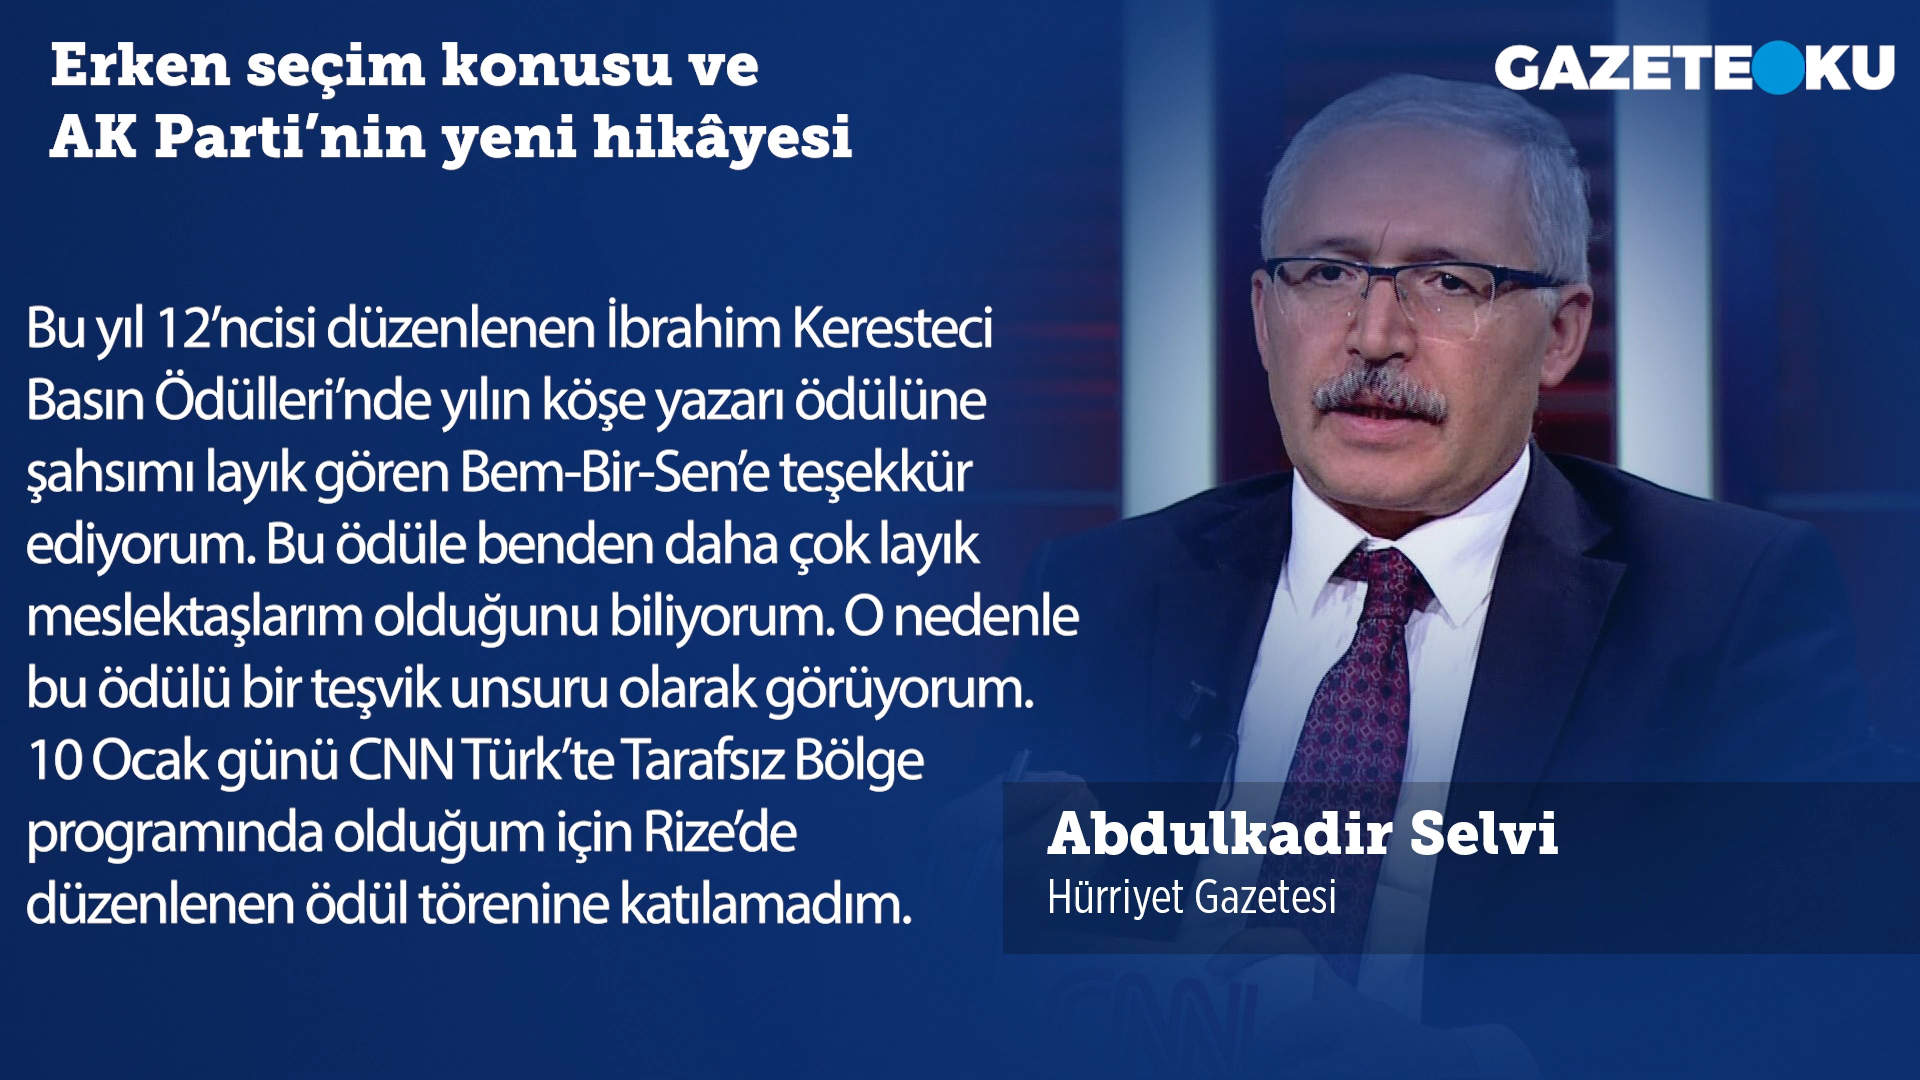 Erken seçim konusu ve
AK Parti’nin yeni hikâyesi
GAZETEOKU
Bu yıl 12’ncisi düzenlenen İbrahim Keresteci
Basın Ödülleri’nde yılın köşe yazarı ödülüne
şahsımı layık gören Bem-Bir-Sen’e teşekkür
ediyorum. Bu ödüle benden daha çok layık
meslektaşlarım olduğunu biliyorum. O nedenle
bu ödülü bir teşvik unsuru olarak görüyorum.
10 Ocak günü CNN Türk’te Tarafsız Bölge
programında olduğum için Rize’de
düzenlenen ödül törenine katılamadım.
Abdulkadir Selvi
Hürriyet Gazetesi
CNN